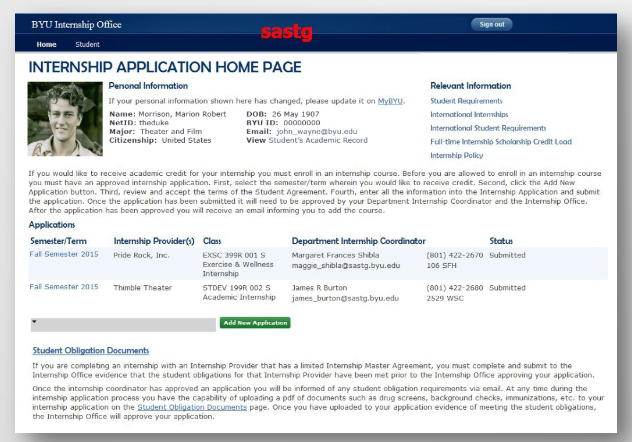 BYU Internship Office
sastg
Sign out
Home Student
INTERNSHIP APPLICATION HOME PAGE
Personal Information
If your personal information shown here has changed, please update it on MyBYU.
Name: Morrison, Marion Robert DOB: 26 May 1907
NetID: theduke BYU ID: 00000000
Major: Theater and Film Email: john_wayne@byu.edu
Citizenship: United States View Student's Academic Record
Relevant Information
Student Requirements
International Internships
International Student Requirements
Full-time Internship Scholarship Credit Load
Internship Policy
If you would like to receive academic credit for your internship you must enroll in an internship course. Before you are allowed to enroll in an internship course
you must have an approved internship application. First, select the semester/term wherein you would like to receive credit. Second, click the Add New
Application button. Third, review and accept the terms of the Student Agreement. Fourth, enter all the information into the Internship Application and submit
the application. Once the application has been submitted it will need to be approved by your Department Internship Coordinator and the Internship Office.
After the application has been approved you will receive an email informing you to add the course.
Applications
Semester/Term Internship Provider(s) Class Department Internship Coordinator Status
Fall Semester 2015 Pride Rock, Inc. EXSC 399R 001 S Margaret Frances Shibla (801) 422-2670 Submitted
Exercise & Wellness maggie_shibla@sastg.byu.edu 106 SFH
Internship
Fall Semester 2015 Thimble Theater STDEV 199R 002 S James R Burton (801) 422-2680 Submitted
Academic Internship james_burton@sastg.byu.edu 2529 WSC
Add New Application
Student Obligation Documents
If you are completing an internship with an Internship Provider that has a limited Internship Master Agreement, you must complete and submit to the
Internship Office evidence that the student obligations for that Internship Provider have been met prior to the Internship Office approving your application.
Once the internship coordinator has approved an application you will be informed of any student obligation requirements via email. At any time during the
internship application process you have the capability of uploading a pdf of documents such as drug screens, background checks, immunizations, etc. to your
internship application on the Student Obligation Documents page. Once you have uploaded to your application evidence of meeting the student obligations,
the Internship Office will approve your application.